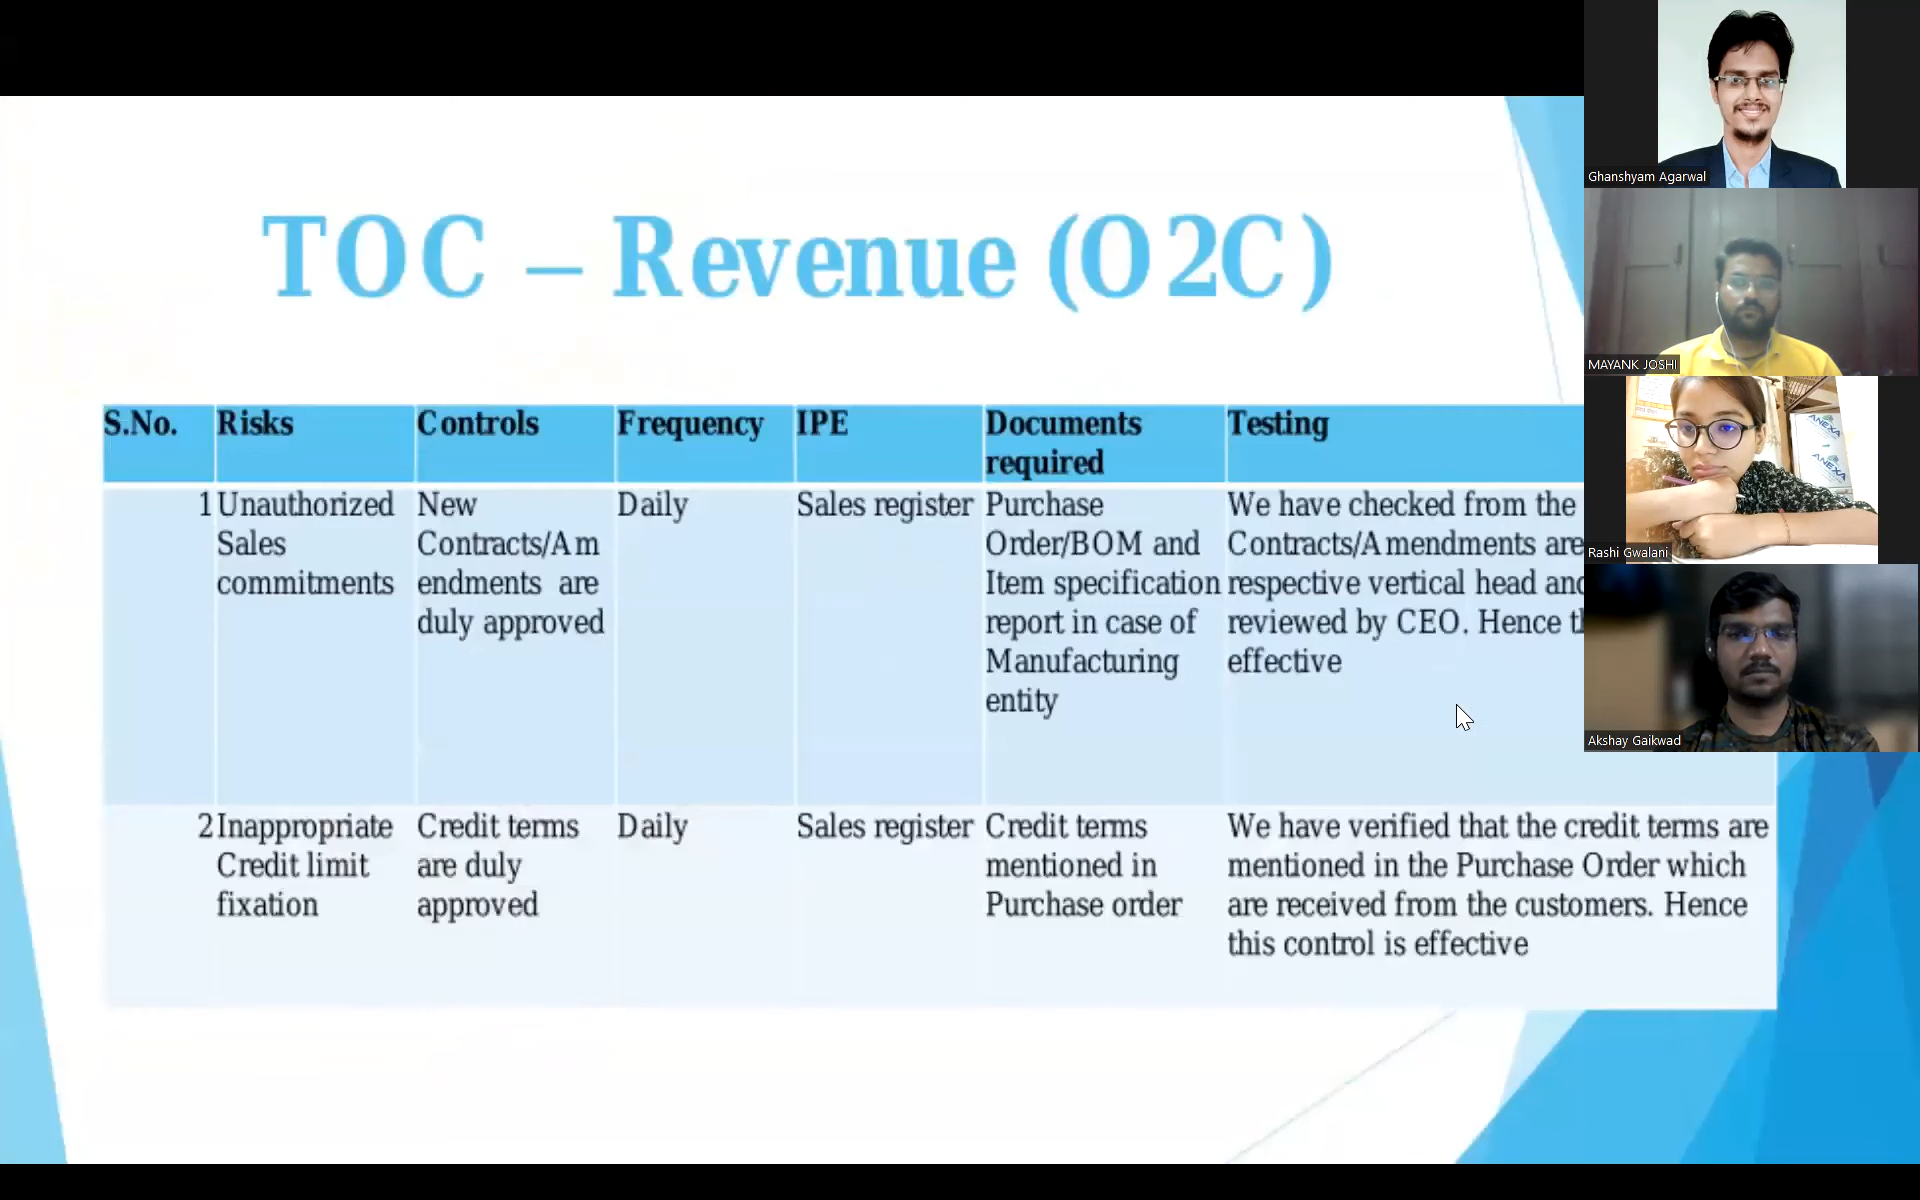 TOC – Revenue (O2C)
S.No. Risks Controls Frequency IPE Documents required Testing
1 Unauthorized Sales commitments New Contracts/Amendments are duly approved Daily Sales register Purchase Order/BOM and Item specification report in case of Manufacturing entity We have checked from the Contracts/Amendments are respective vertical head and reviewed by CEO. Hence effective
2 Inappropriate Credit limit fixation Credit terms are duly approved Daily Sales register Credit terms mentioned in Purchase order We have verified that the credit terms are mentioned in the Purchase Order which are received from the customers. Hence this control is effective
Ghanshyam Agarwal
MAYANK JOSHI
ANEXA
ANEXA
Rashi Gwalani
Akshay Gaikwad